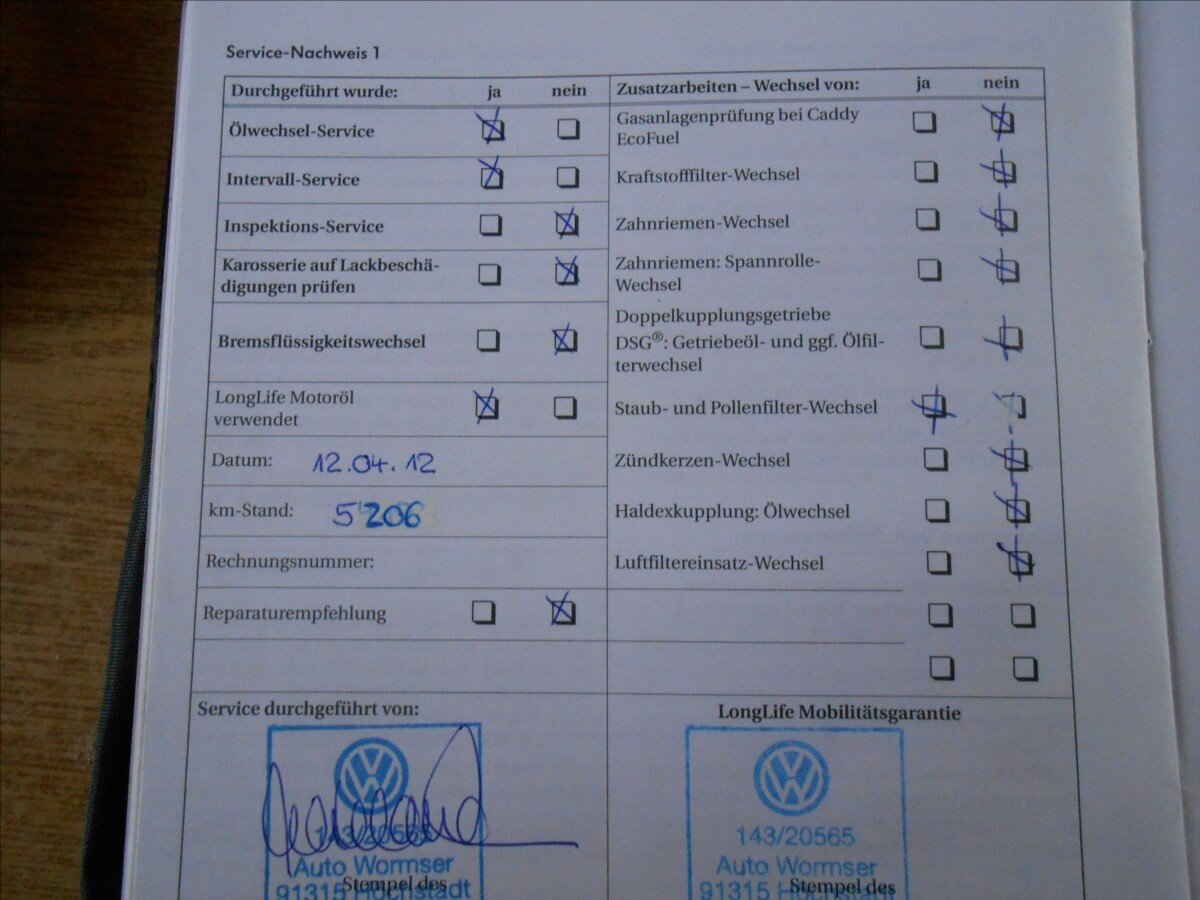 Service-Nachweis 1
Durchgeführt wurde: ja nein
Ölwechsel-Service
Intervall-Service
Inspektions-Service
Karosserie auf Lackbeschä-
digungen prüfen
Bremsflüssigkeitswechsel
LongLife Motoröl
verwendet
Datum: 12.04.12
km-Stand: 5206
Rechnungsnummer:
Reparaturempfehlung
Zusatzarbeiten – Wechsel von: ja nein
Gasanlagenprüfung bei Caddy
EcoFuel
Kraftstofffilter-Wechsel
Zahnriemen-Wechsel
Zahnriemen: Spannrolle-
Wechsel
Doppelkupplungsgetriebe
DSG®: Getriebeöl- und ggf. Ölfil-
terwechsel
Staub- und Pollenfilter-Wechsel
Zündkerzen-Wechsel
Haldexkupplung: Ölwechsel
Luftfiltereinsatz-Wechsel
Service durchgeführt von:
143/20565
Auto Wormser
91315 Höchstadt
Stempel des
LongLife Mobilitätsgarantie
143/20565
Auto Wormser
91315 Höchstadt
Stempel des